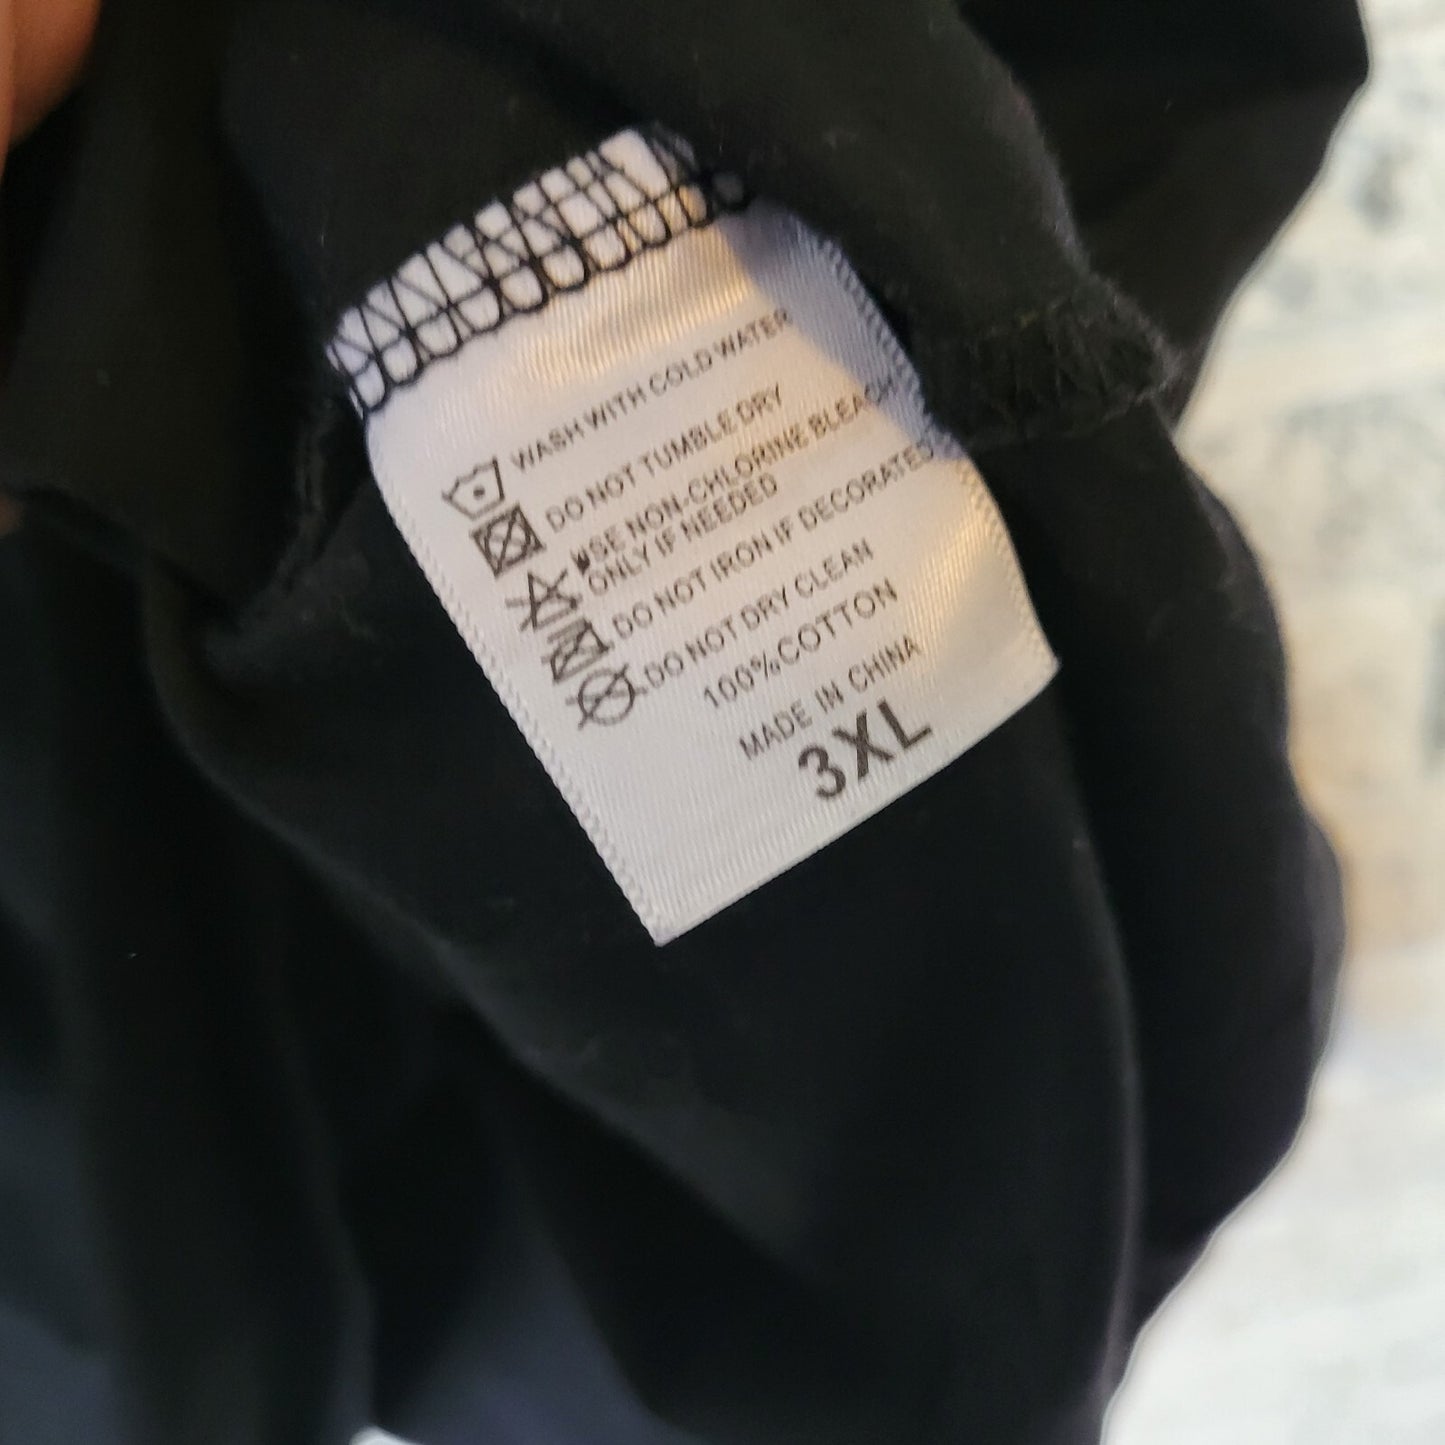 WASH WITH COLD WATER
DO NOT TUMBLE DRY
USE NON-CHLORINE BLEACH
ONLY IF NEEDED
DO NOT IRON IF DECORATED
DO NOT DRY CLEAN
100%COTTON
MADE IN CHINA
3XL